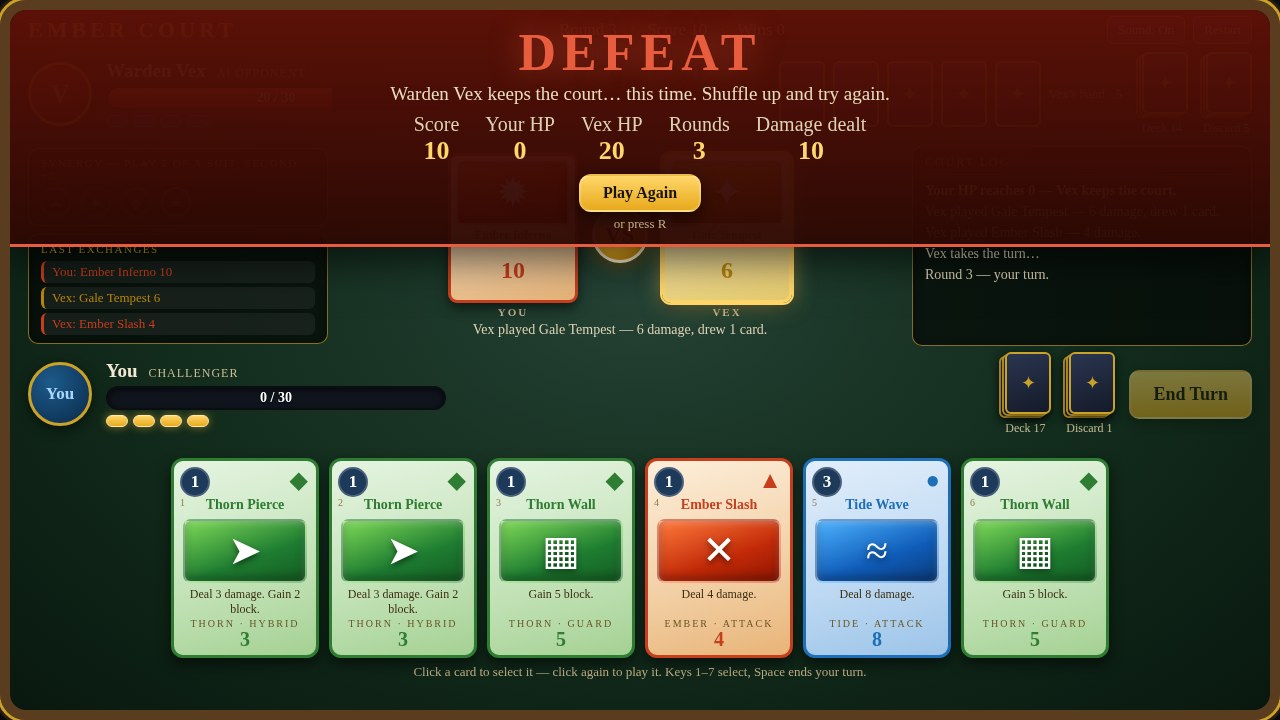 EMBER COURT
DEFEAT
Warden Vex keeps the court… this time. Shuffle up and try again.
Score Your HP Vex HP Rounds Damage dealt
10 0 20 3 10
Play Again
or press R
Warden Vex
V
Your HP reaches 0 — Vex keeps the court.
Vex played Ember Slash — 4 damage.
Vex takes the turn…
Round 3 — your turn.
LAST EXCHANGES
You: Ember Inferno 10
Vex: Gale Tempest 6
Vex: Ember Slash 4
10
6
YOU
VEX
Vex played Gale Tempest — 6 damage, drew 1 card.
You
You CHALLENGER
0 / 30
Deck 17
Discard 1
End Turn
1
1
Thorn Pierce
Deal 3 damage. Gain 2
block.
THORN · HYBRID
3
1
2
Thorn Pierce
Deal 3 damage. Gain 2
block.
THORN · HYBRID
3
1
3
Thorn Wall
Gain 5 block.
THORN · GUARD
5
1
4
Ember Slash
Deal 4 damage.
EMBER · ATTACK
4
3
5
Tide Wave
Deal 8 damage.
TIDE · ATTACK
8
1
6
Thorn Wall
Gain 5 block.
THORN · GUARD
5
Click a card to select it — click again to play it. Keys 1–7 select, Space ends your turn.